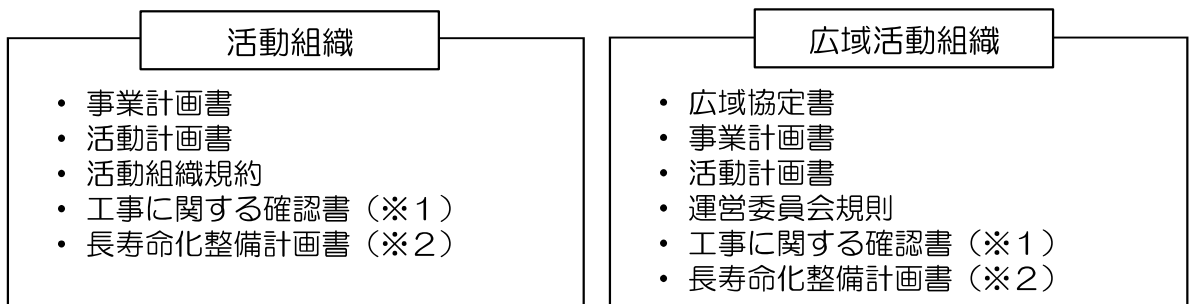 活動組織
・ 事業計画書
・ 活動計画書
・ 活動組織規約
・ 工事に関する確認書（※１）
・ 長寿命化整備計画書（※２）
広域活動組織
・ 広域協定書
・ 事業計画書
・ 活動計画書
・ 運営委員会規則
・ 工事に関する確認書（※１）
・ 長寿命化整備計画書（※２）